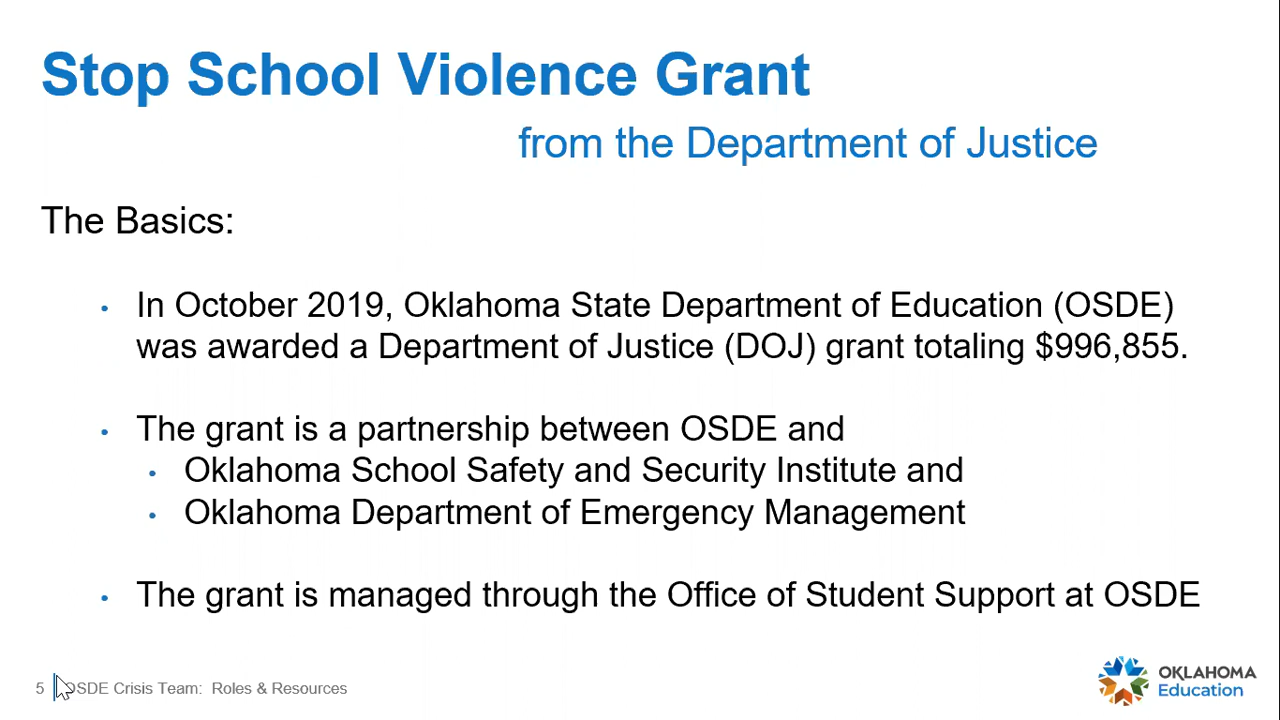 Stop School Violence Grant
from the Department of Justice
The Basics:
• In October 2019, Oklahoma State Department of Education (OSDE)
was awarded a Department of Justice (DOJ) grant totaling $996,855.
• The grant is a partnership between OSDE and
• Oklahoma School Safety and Security Institute and
• Oklahoma Department of Emergency Management
• The grant is managed through the Office of Student Support at OSDE
5 OSDE Crisis Team: Roles & Resources
OKLAHOMA
Education